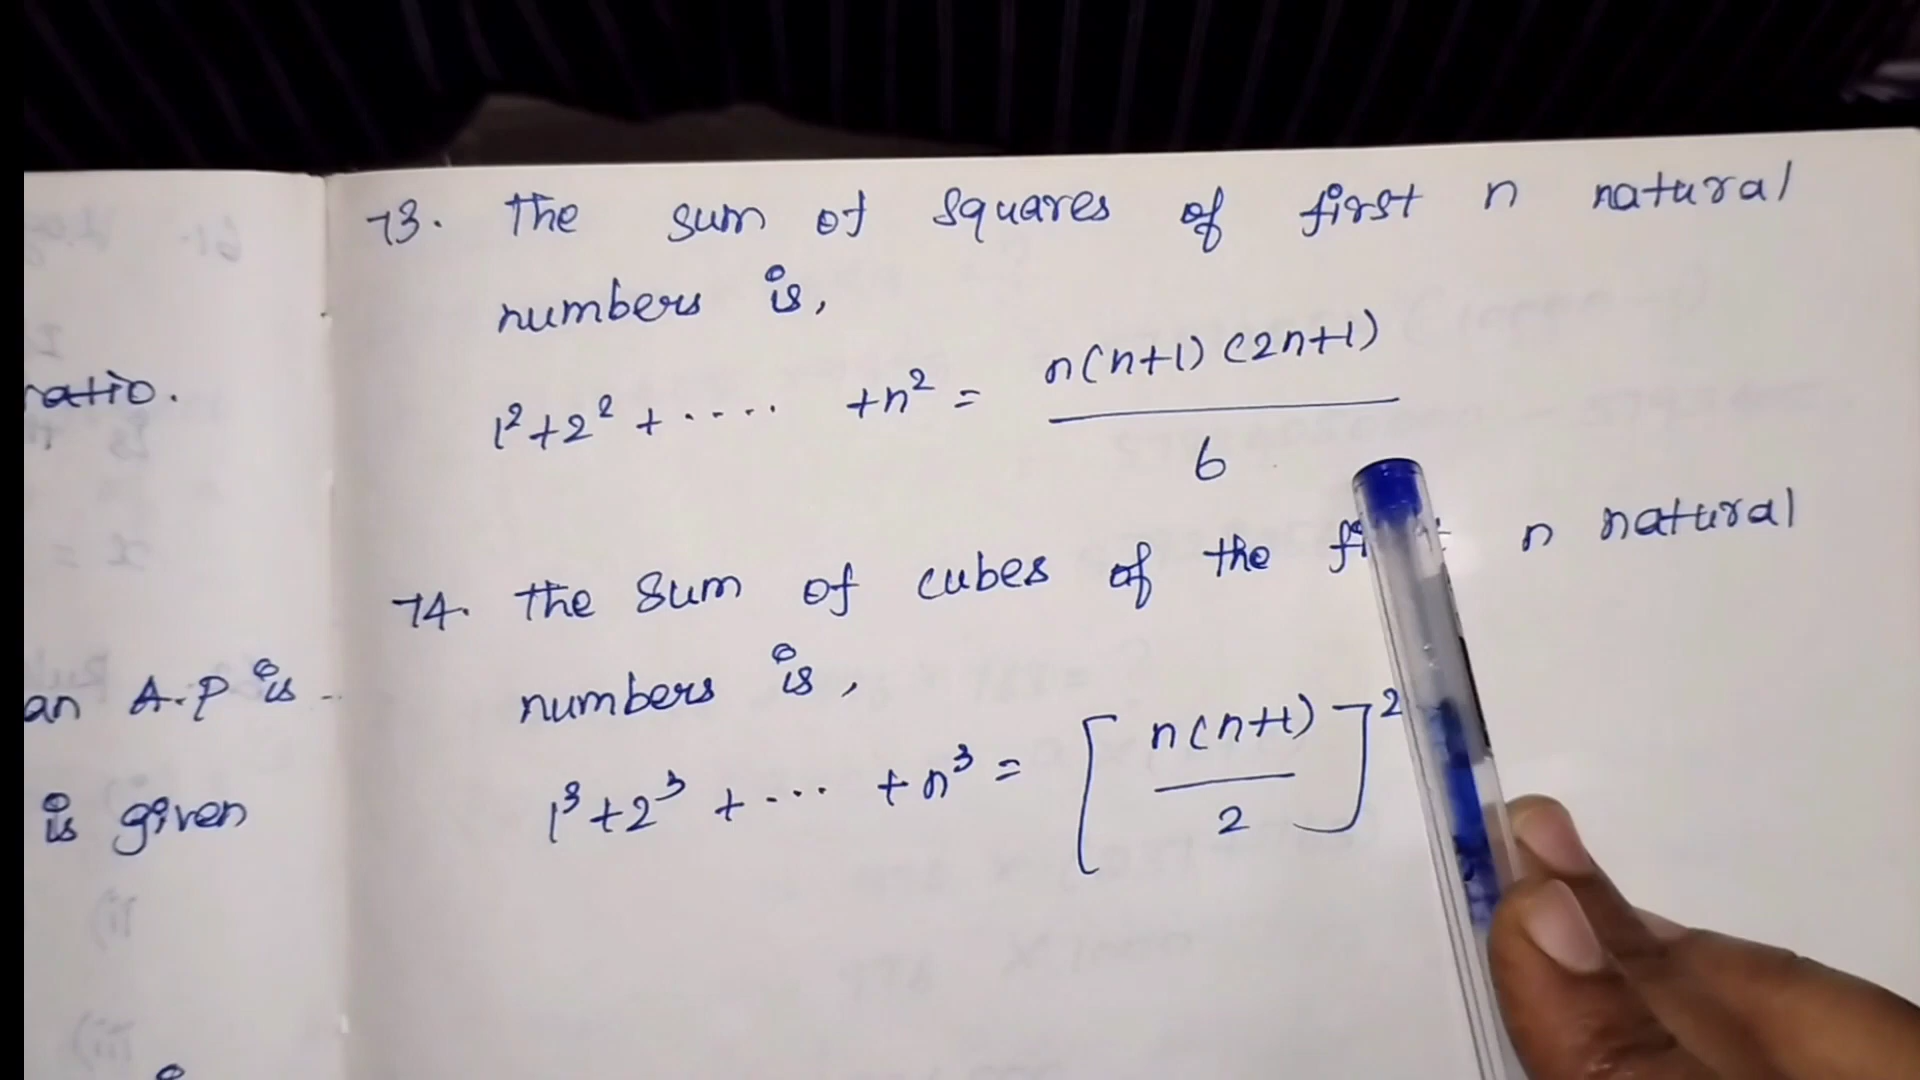 ratio.
an A.P is
is given
73. The sum of squares of first n natural
numbers is,
1²+2²+..... +n² = n(n+1)(2n+1)
6
74. The sum of cubes of the n natural
numbers is,
1³+2³+.... +n³ = [n(n+1)/2]²